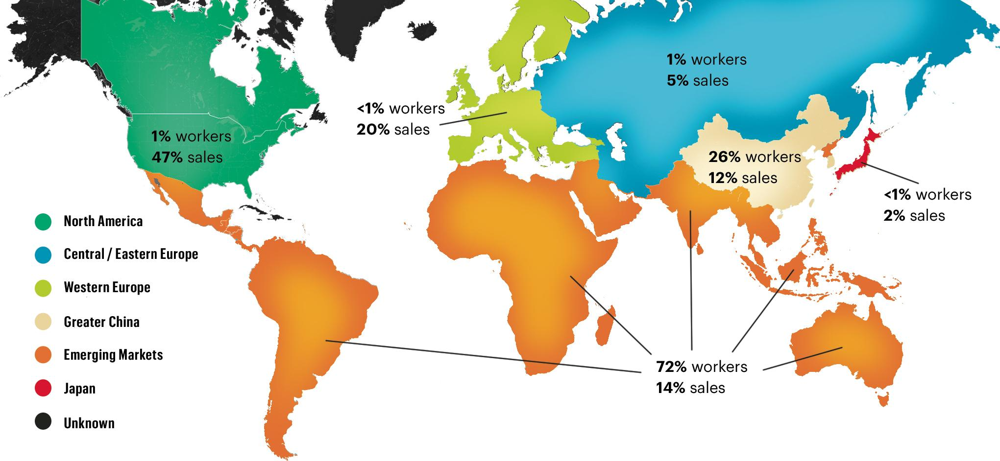 1% workers
5% sales
<1% workers
20% sales
1% workers
47% sales
26% workers
12% sales
<1% workers
2% sales
North America
Central / Eastern Europe
Western Europe
Greater China
Emerging Markets
Japan
Unknown
72% workers
14% sales